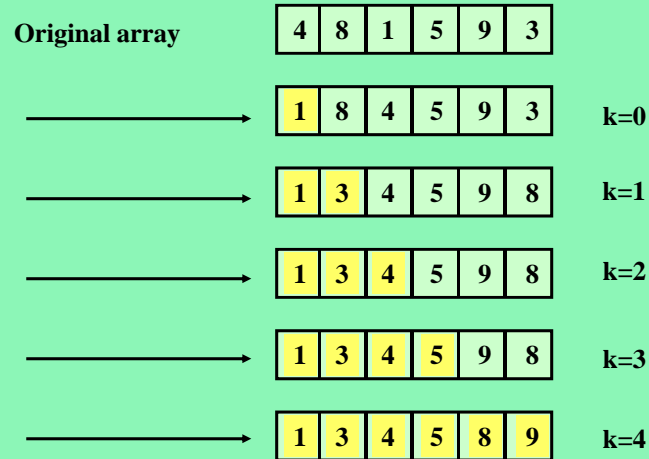 Original array 4 8 1 5 9 3
1 8 4 5 9 3 k=0
1 3 4 5 9 8 k=1
1 3 4 5 9 8 k=2
1 3 4 5 9 8 k=3
1 3 4 5 8 9 k=4